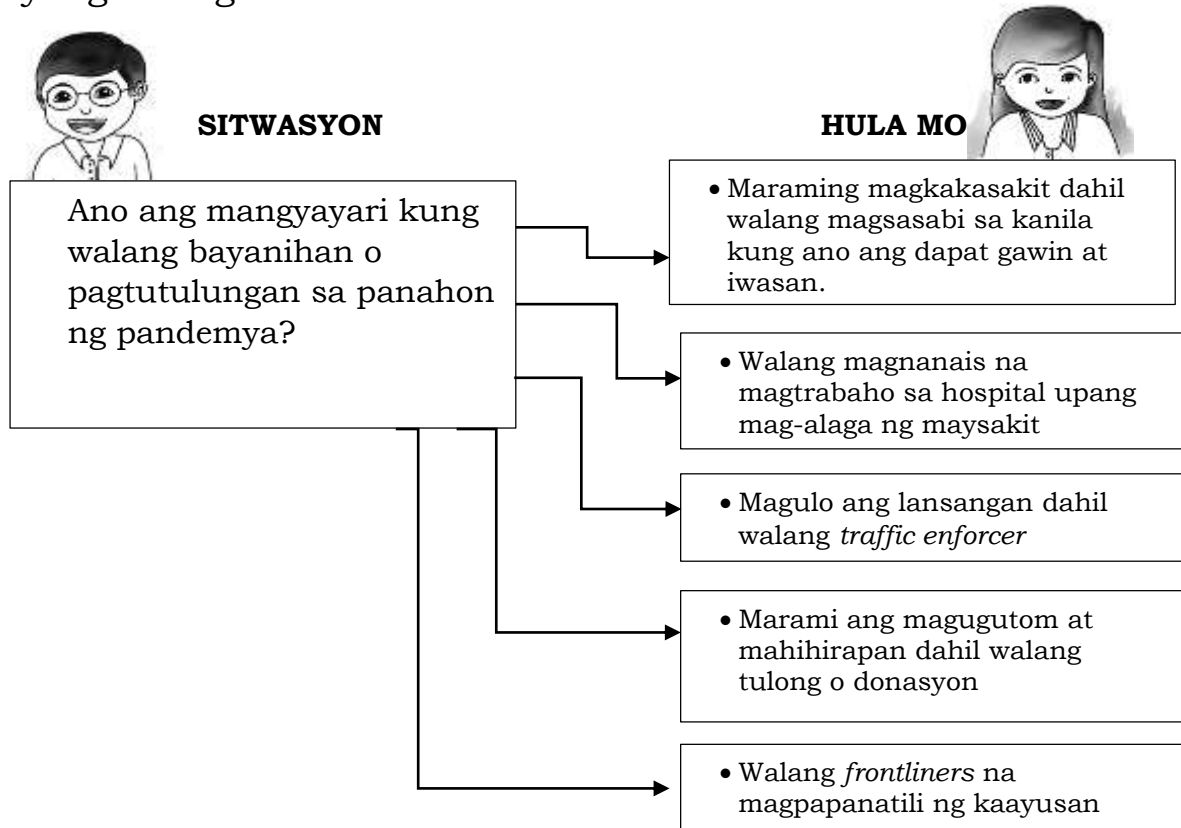 SITWASYON
HULA MO
Ano ang mangyayari kung
walang bayanihan o
pagtutulungan sa panahon
ng pandemya?
• Maraming magkakasakit dahil
walang magsasabi sa kanila
kung ano ang dapat gawin at
iwasan.
• Walang magnanais na
magtrabaho sa hospital upang
mag-alaga ng maysakit
• Magulo ang lansangan dahil
walang traffic enforcer
• Marami ang magugutom at
mahihirapan dahil walang
tulong o donasyon
• Walang frontliners na
magpapanatili ng kaayusan